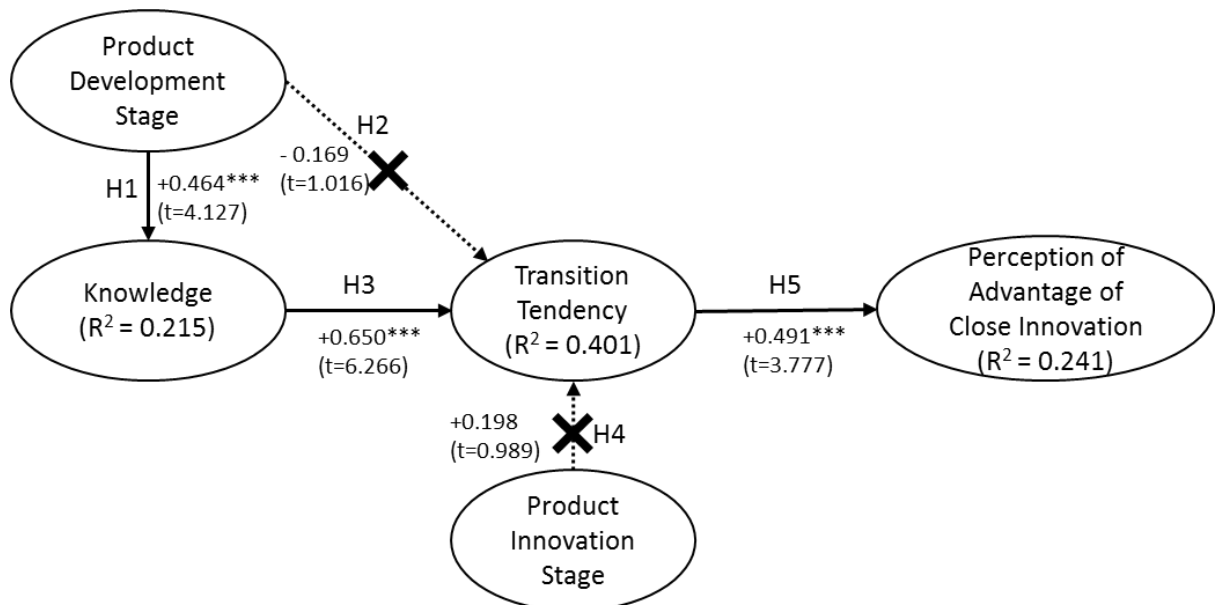 Product
Development
Stage
H2
- 0.169
(t=1.016)
H1
+0.464***
(t=4.127)
Knowledge
(R² = 0.215)
H3
+0.650***
(t=6.266)
Transition
Tendency
(R² = 0.401)
H5
+0.491***
(t=3.777)
Perception of
Advantage of
Close Innovation
(R² = 0.241)
+0.198
(t=0.989)
H4
Product
Innovation
Stage